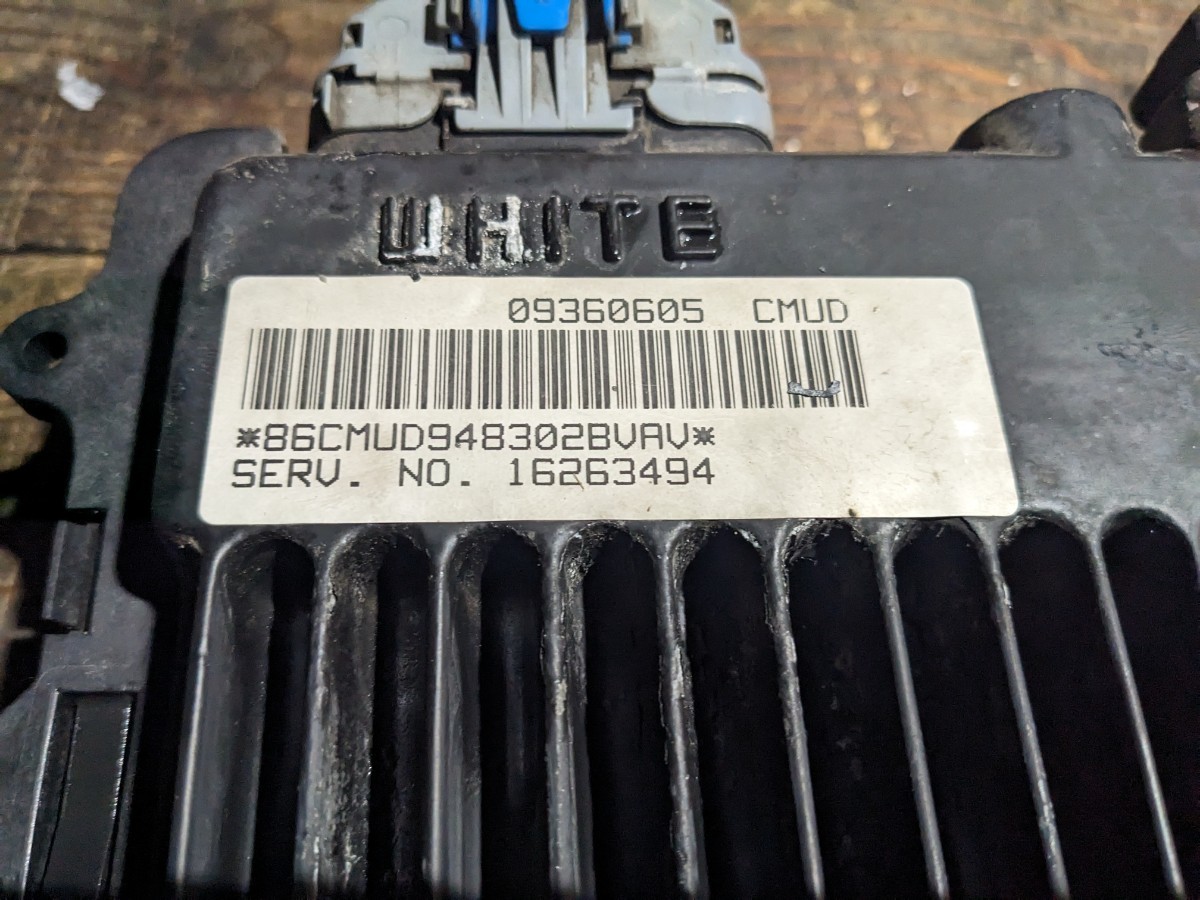 WHITE
09360605 CMUD
*86CMUD948302BVAV*
SERV. NO. 16263494